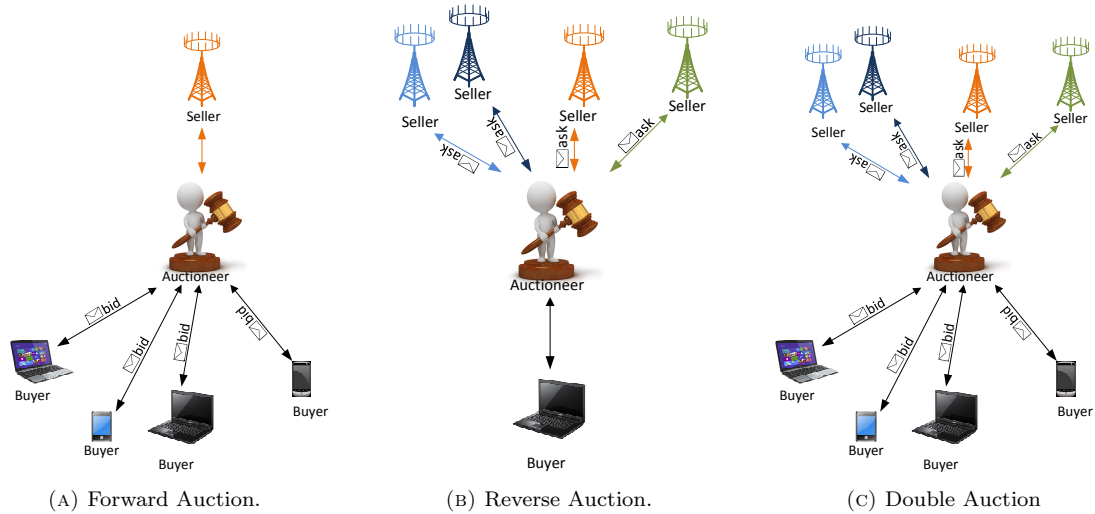 Seller
Auctioneer
bid
bid
bid
bid
Buyer
Buyer
Buyer
Buyer
(A) Forward Auction.
Seller
Seller
Seller
Seller
ask
ask
ask
ask
Auctioneer
Buyer
(B) Reverse Auction.
Seller
Seller
Seller
Seller
ask
ask
ask
ask
Auctioneer
bid
bid
bid
bid
Buyer
Buyer
Buyer
Buyer
(C) Double Auction